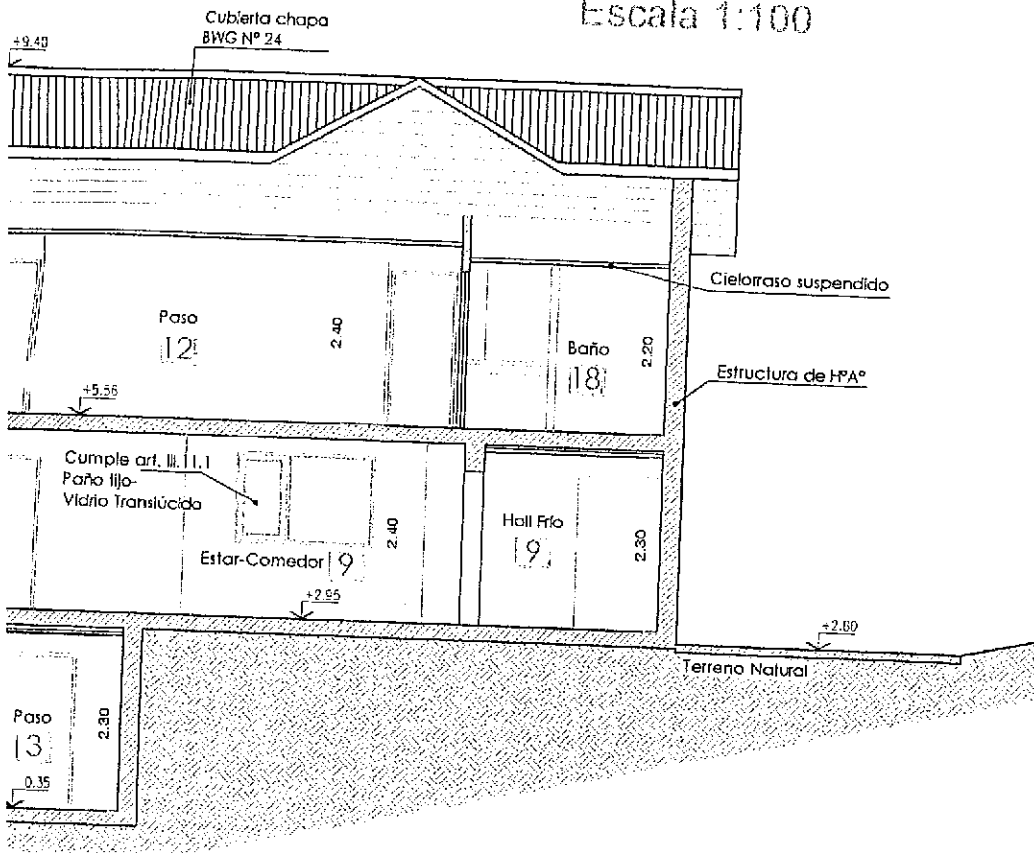 Escala 1:100
Cubierta chapa
BWG Nº 24
+9.40
Cielorraso suspendido
Paso
12
2.40
Baño
18
2.20
Estructura de HºAº
+5.56
Cumple art. III.11.1
Paño fijo-
Vidrio Translúcido
2.40
Estar-Comedor 9
Hall Frío
9
2.30
+2.95
+2.60
Terreno Natural
Paso
3
2.30
0.35